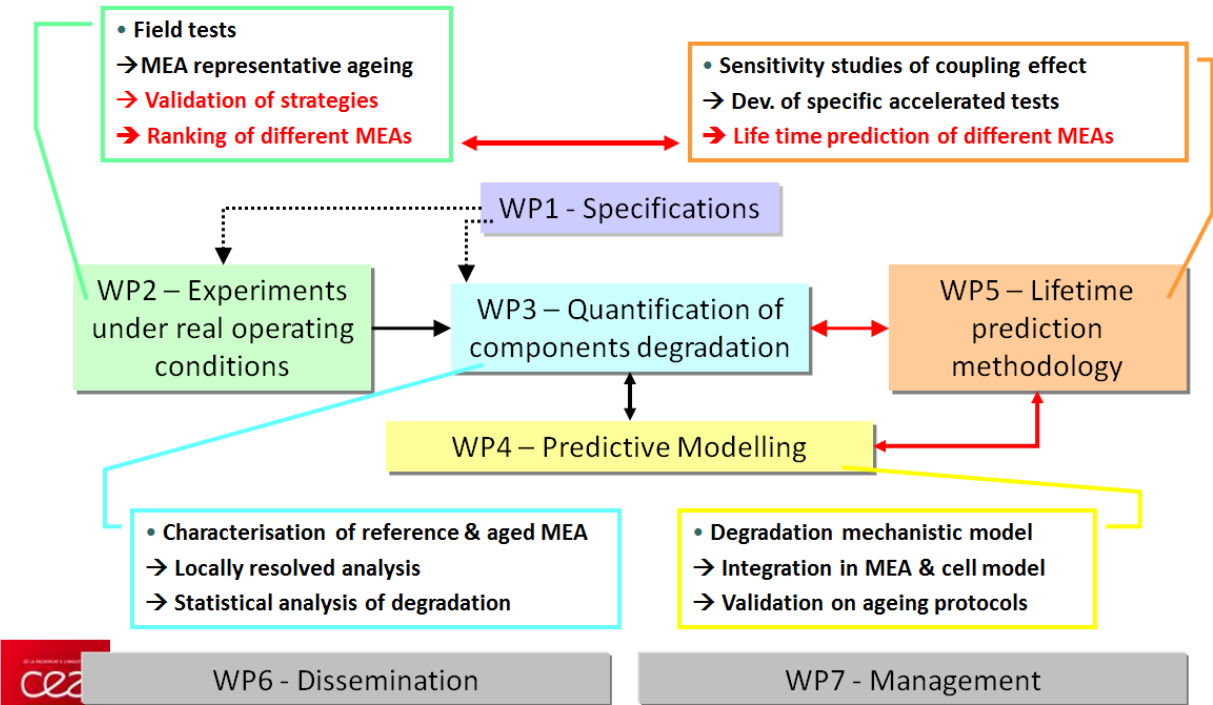 • Field tests
→MEA representative ageing
→ Validation of strategies
→ Ranking of different MEAs
• Sensitivity studies of coupling effect
→ Dev. of specific accelerated tests
→ Life time prediction of different MEAs
WP1 - Specifications
WP2 – Experiments
under real operating
conditions
WP3 – Quantification of
components degradation
WP5 – Lifetime
prediction
methodology
WP4 – Predictive Modelling
• Characterisation of reference & aged MEA
→ Locally resolved analysis
→ Statistical analysis of degradation
• Degradation mechanistic model
→ Integration in MEA & cell model
→ Validation on ageing protocols
cea
WP6 - Dissemination
WP7 - Management